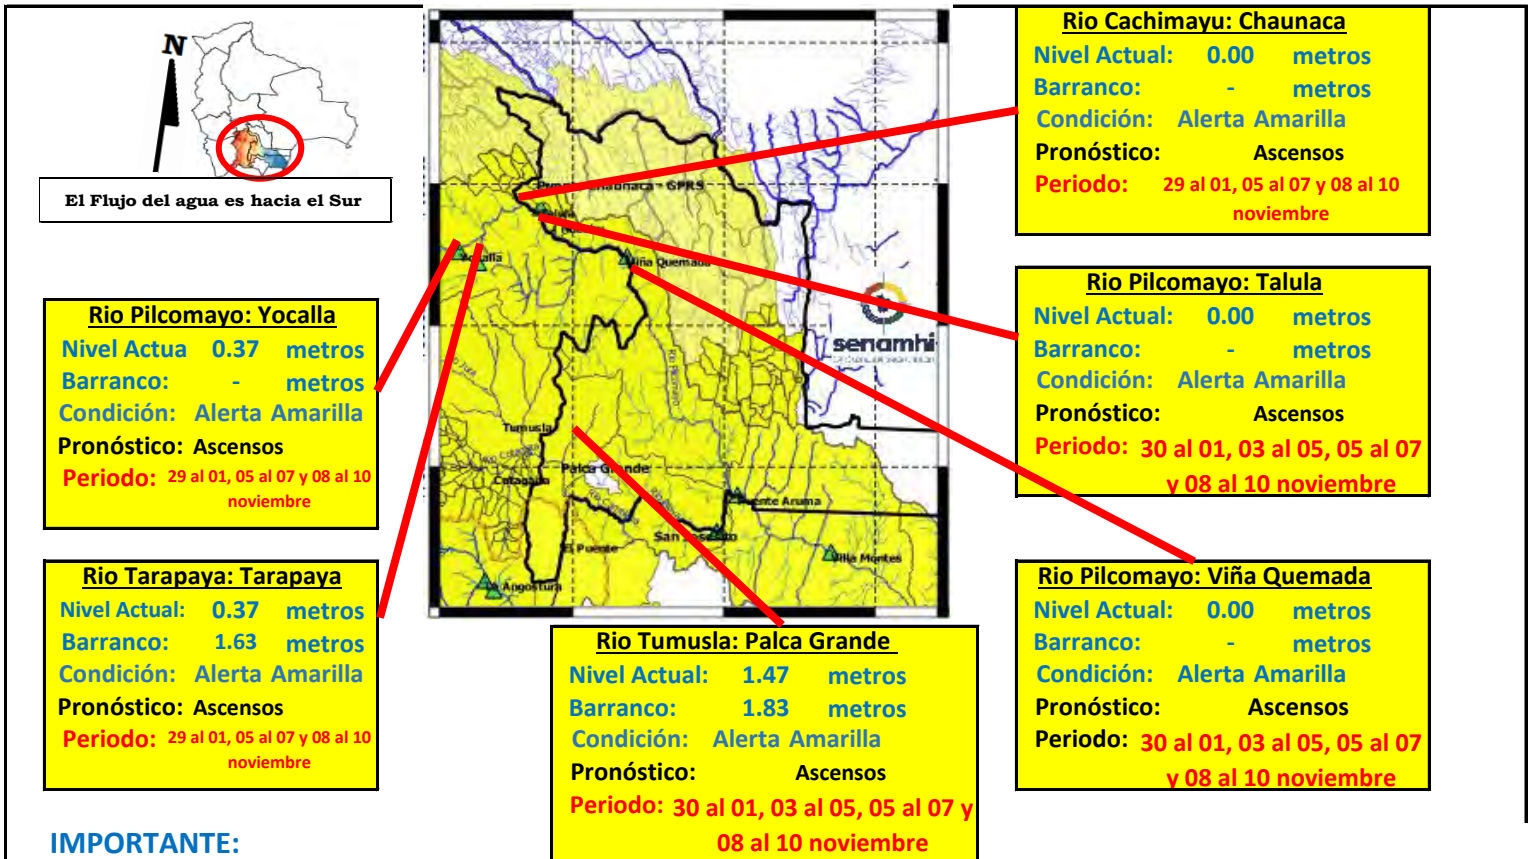 N
El Flujo del agua es hacia el Sur
Rio Pilcomayo: Yocalla
Nivel Actua 0.37 metros
Barranco: - metros
Condición: Alerta Amarilla
Pronóstico: Ascensos
Periodo: 29 al 01, 05 al 07 y 08 al 10
noviembre
Rio Tarapaya: Tarapaya
Nivel Actual: 0.37 metros
Barranco: 1.63 metros
Condición: Alerta Amarilla
Pronóstico: Ascensos
Periodo: 29 al 01, 05 al 07 y 08 al 10
noviembre
IMPORTANTE:
Chaunaca - GPRS
Viña Quemada
senamhi
Tumusla
Palca Grande
Cotagaita
Puente Aruma
San Josecito
El Puente
Villa Montes
Angostura
Rio Tumusla: Palca Grande
Nivel Actual: 1.47 metros
Barranco: 1.83 metros
Condición: Alerta Amarilla
Pronóstico: Ascensos
Periodo: 30 al 01, 03 al 05, 05 al 07 y
08 al 10 noviembre
Rio Cachimayu: Chaunaca
Nivel Actual: 0.00 metros
Barranco: - metros
Condición: Alerta Amarilla
Pronóstico: Ascensos
Periodo: 29 al 01, 05 al 07 y 08 al 10
noviembre
Rio Pilcomayo: Talula
Nivel Actual: 0.00 metros
Barranco: - metros
Condición: Alerta Amarilla
Pronóstico: Ascensos
Periodo: 30 al 01, 03 al 05, 05 al 07
y 08 al 10 noviembre
Rio Pilcomayo: Viña Quemada
Nivel Actual: 0.00 metros
Barranco: - metros
Condición: Alerta Amarilla
Pronóstico: Ascensos
Periodo: 30 al 01, 03 al 05, 05 al 07
y 08 al 10 noviembre